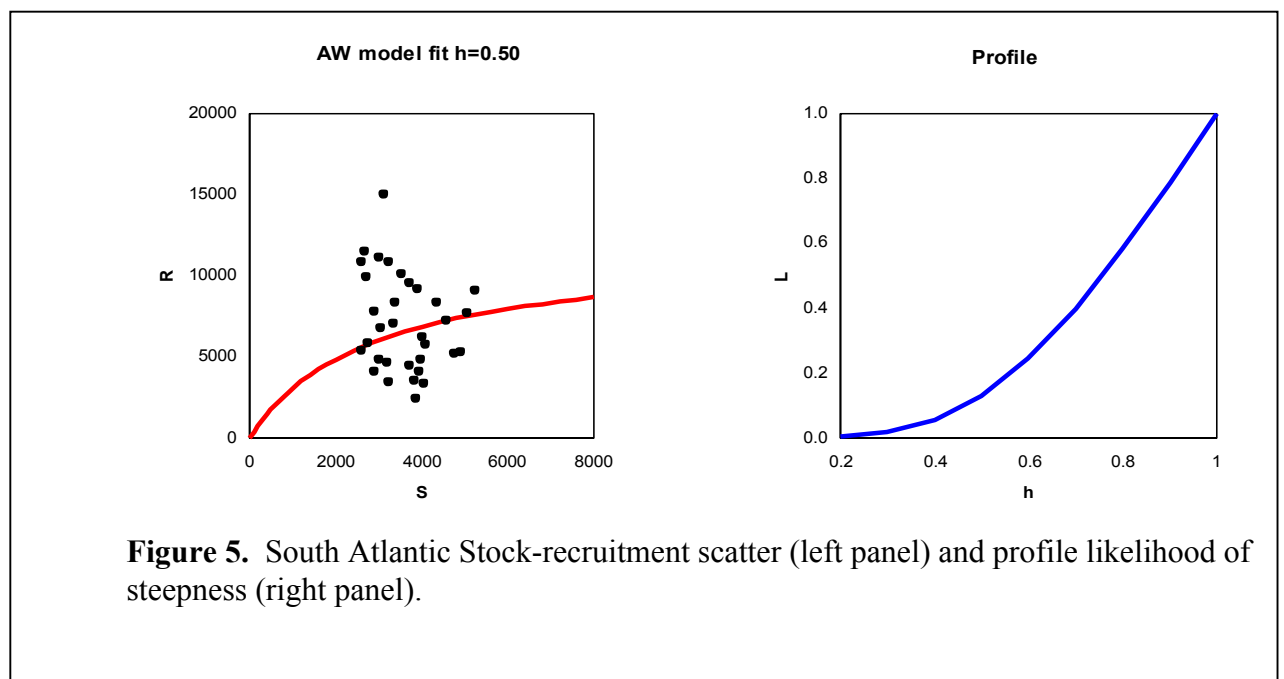 AW model fit h=0.50
20000
15000
10000
5000
0
R
0 2000 4000 6000 8000
S
Profile
1.0
0.8
0.6
0.4
0.2
0.0
L
0.2 0.4 0.6 0.8 1
h
Figure 5. South Atlantic Stock-recruitment scatter (left panel) and profile likelihood of
steepness (right panel).